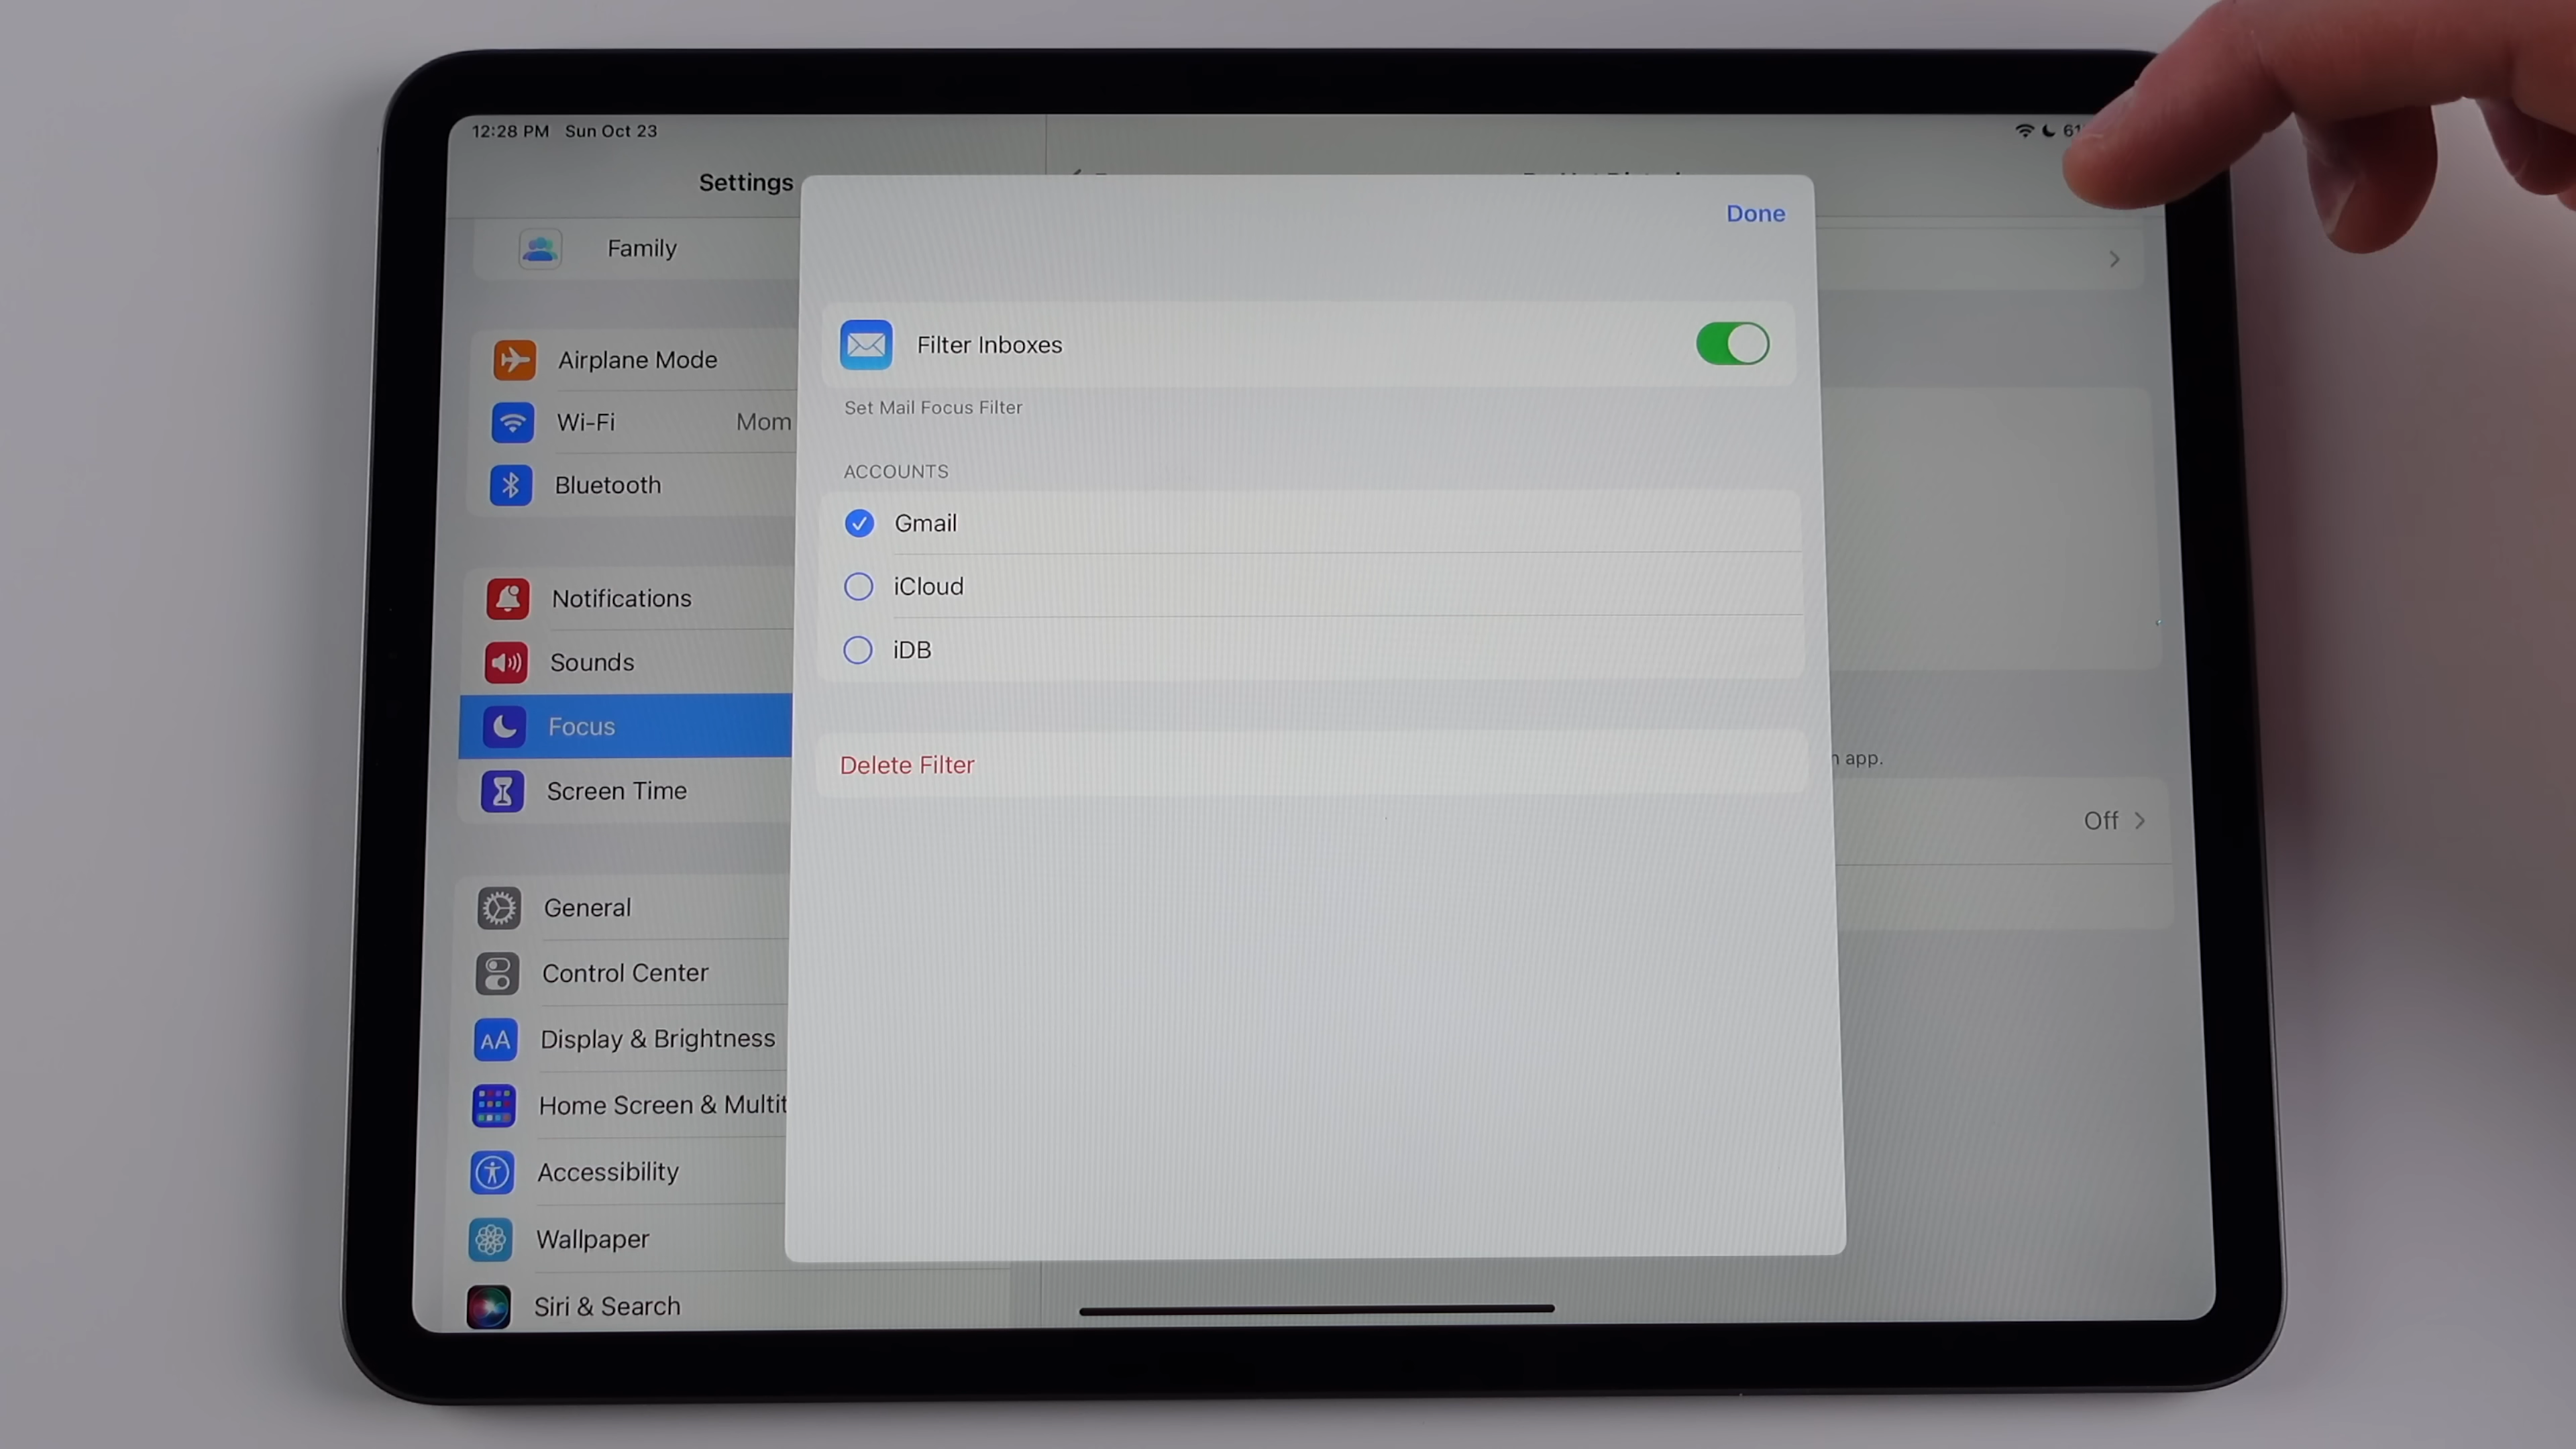 12:28 PM Sun Oct 23
Settings
Family
Airplane Mode
Wi-Fi Mom
Bluetooth
Notifications
Sounds
Focus
Screen Time
General
Control Center
Display & Brightness
AA
Home Screen & Multit
Accessibility
Wallpaper
Siri & Search
Done
Filter Inboxes
Set Mail Focus Filter
ACCOUNTS
Gmail
iCloud
iDB
Delete Filter
app.
Off